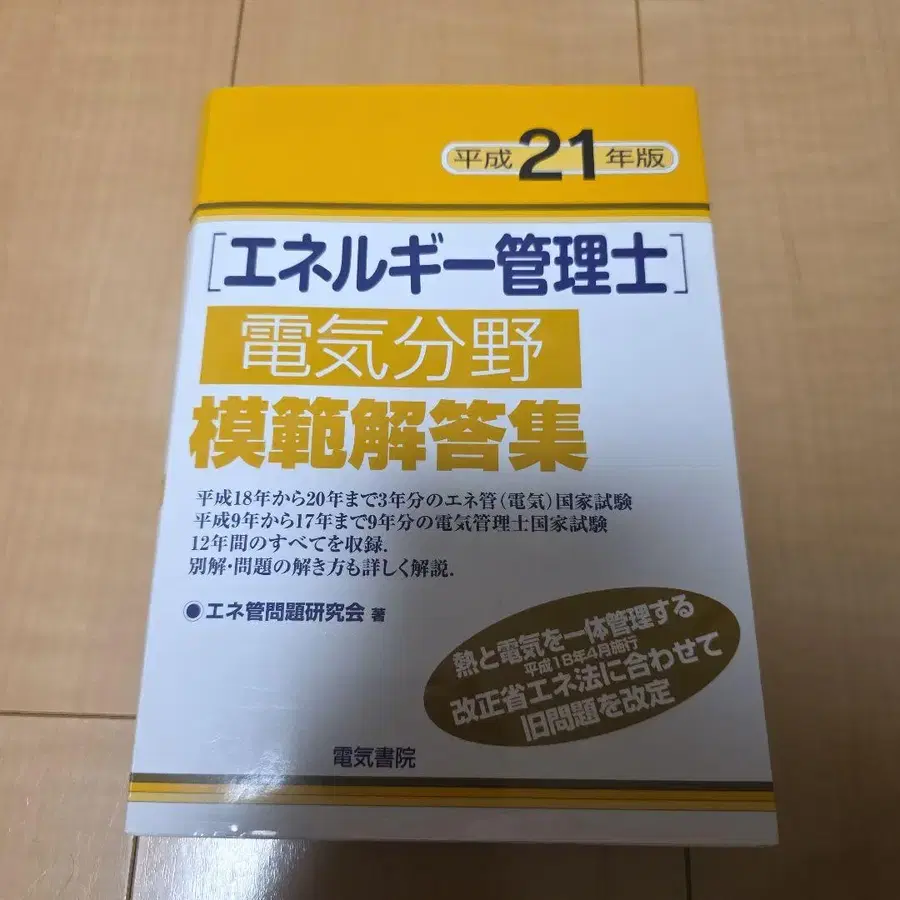 平成21年版
[エネルギー管理士]
電気分野
模範解答集
平成18年から20年まで3年分のエネ管(電気)国家試験
平成9年から17年まで9年分の電気管理士国家試験
12年間のすべてを収録.
別解・問題の解き方も詳しく解説.
●エネ管問題研究会 著
熱と電気を一体管理する
平成18年4月施行
改正省エネ法に合わせて
旧問題を改定
電気書院